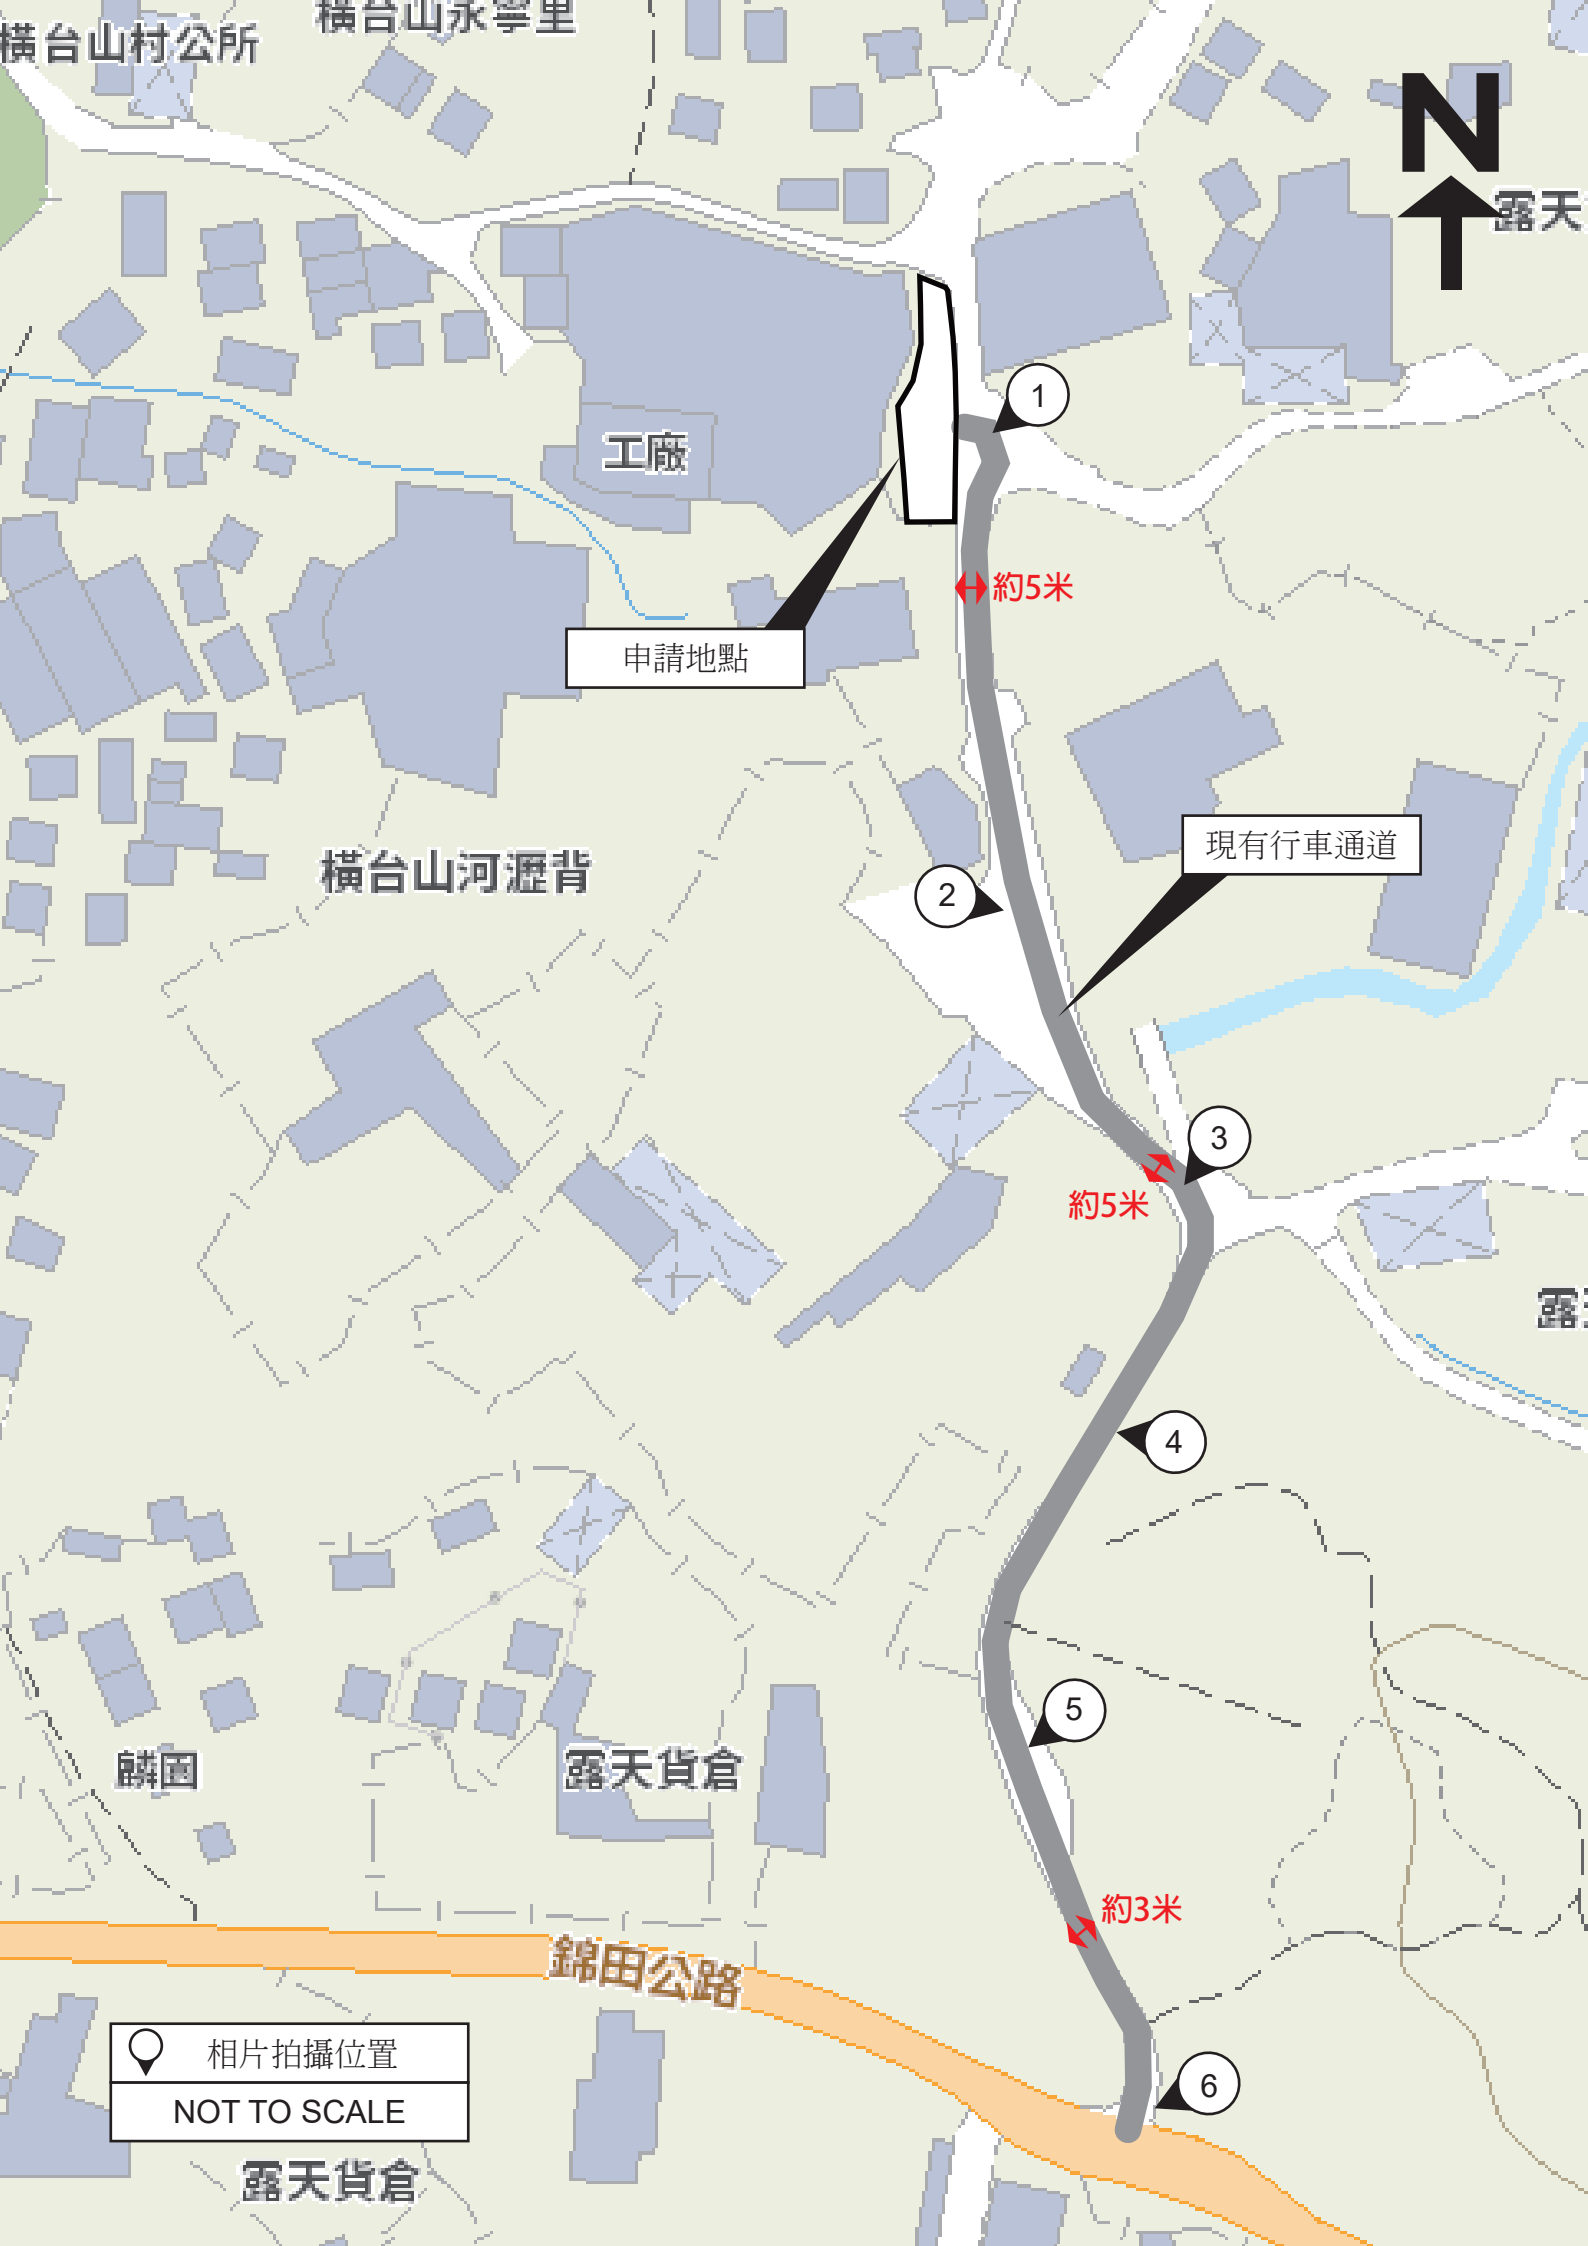 橫台山永寧里
橫台山村公所
N
露天
1
工廠
約5米
申請地點
現有行車通道
橫台山河瀝背
2
3
約5米
露天
4
5
麟圍
露天貨倉
約3米
錦田公路
相片拍攝位置
NOT TO SCALE
6
露天貨倉